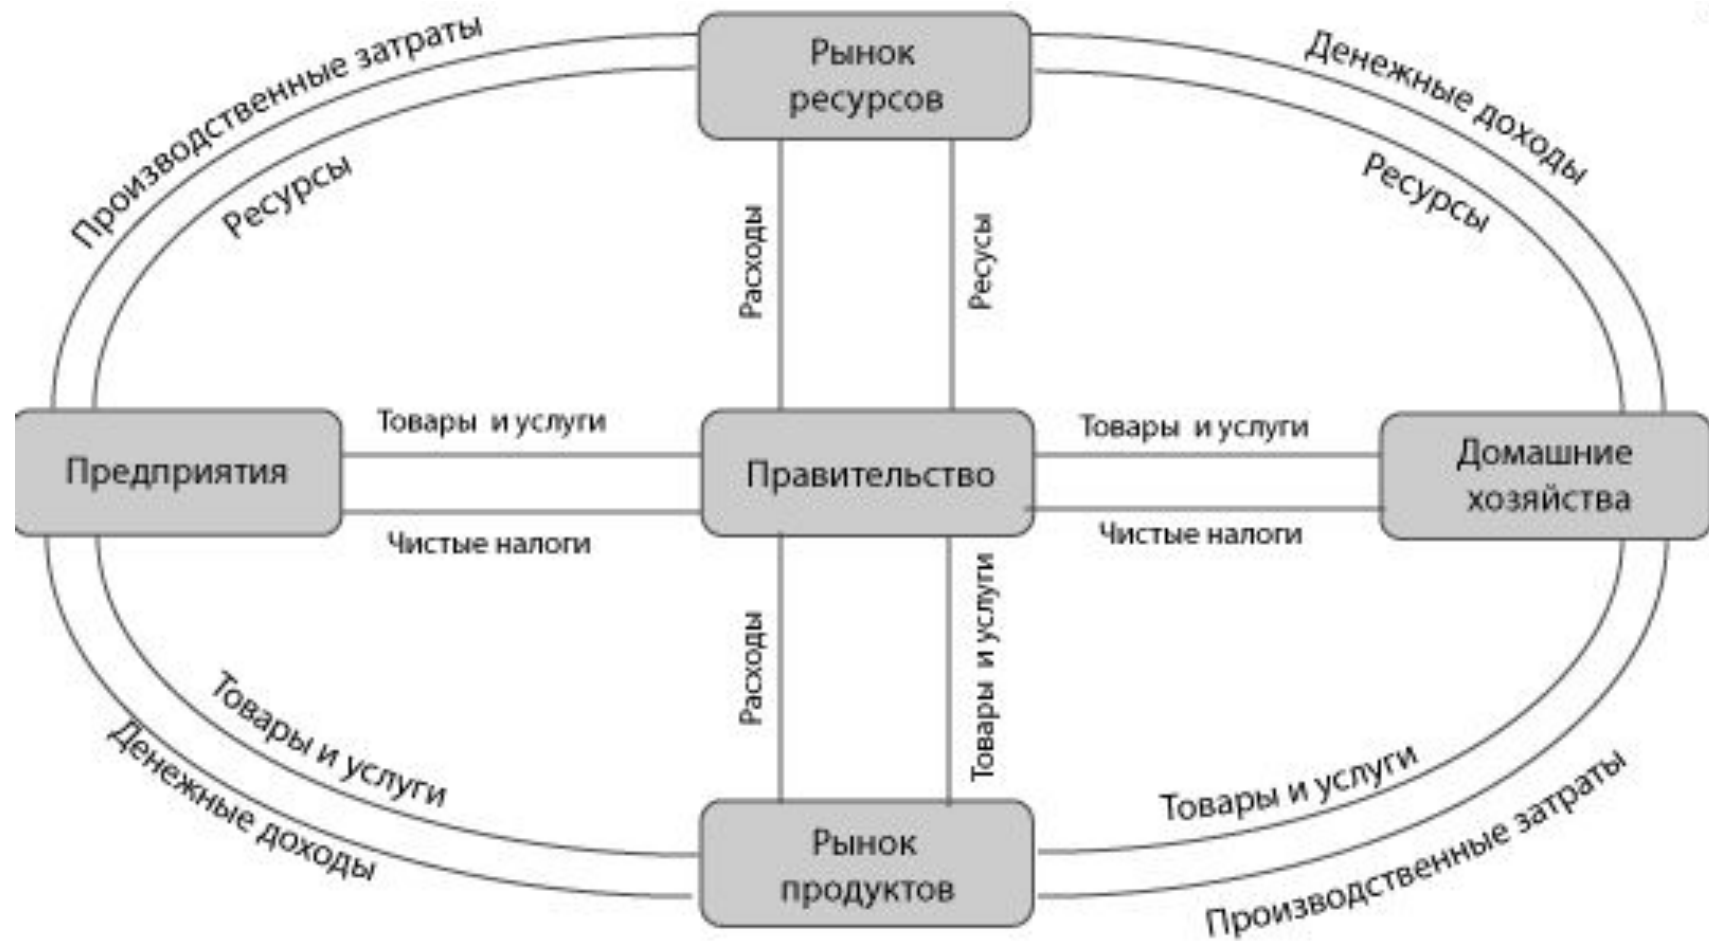 Производственные затраты
Рынок
ресурсов
Денежные доходы
Ресурсы
Ресурсы
Расходы
Ресусы
Товары и услуги
Товары и услуги
Предприятия
Правительство
Домашние
хозяйства
Чистые налоги
Чистые налоги
Расходы
Товары и услуги
Товары и услуги
Денежные доходы
Рынок
продуктов
Товары и услуги
Производственные затраты